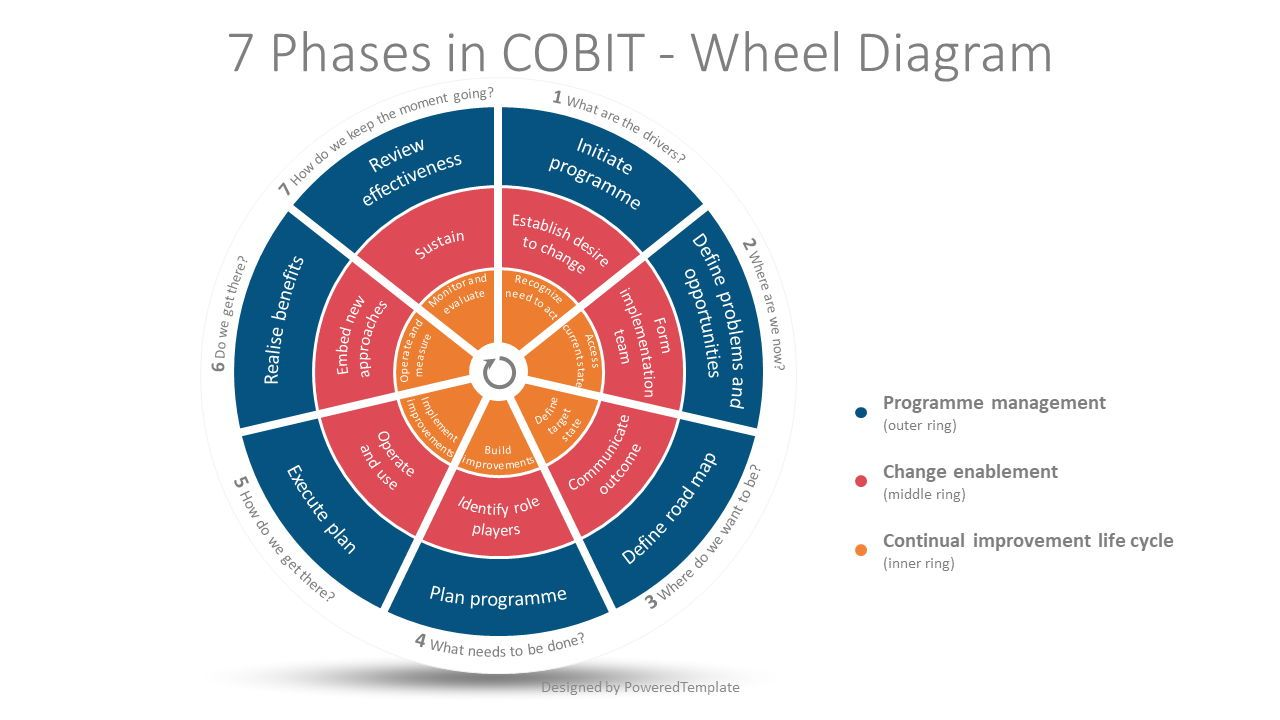 7 Phases in COBIT - Wheel Diagram
1 What are the drivers?
Initiate
programme
Establish desire
to change
Recognize
need to act
2 Where are we now?
Define problems and
opportunities
Form
implementation
team
Access
current state
3 Where do we want to be?
Define road map
Communicate
outcome
Define
target
state
4 What needs to be done?
Plan programme
Identify role
players
Build
improvements
5 How do we get there?
Execute plan
Operate
and use
Implement
improvements
6 Do we get there?
Realise benefits
Embed new
approaches
Operate and
measure
7 How do we keep the moment going?
Review
effectiveness
Sustain
Monitor and
evaluate
Programme management
(outer ring)
Change enablement
(middle ring)
Continual improvement life cycle
(inner ring)
Designed by PoweredTemplate